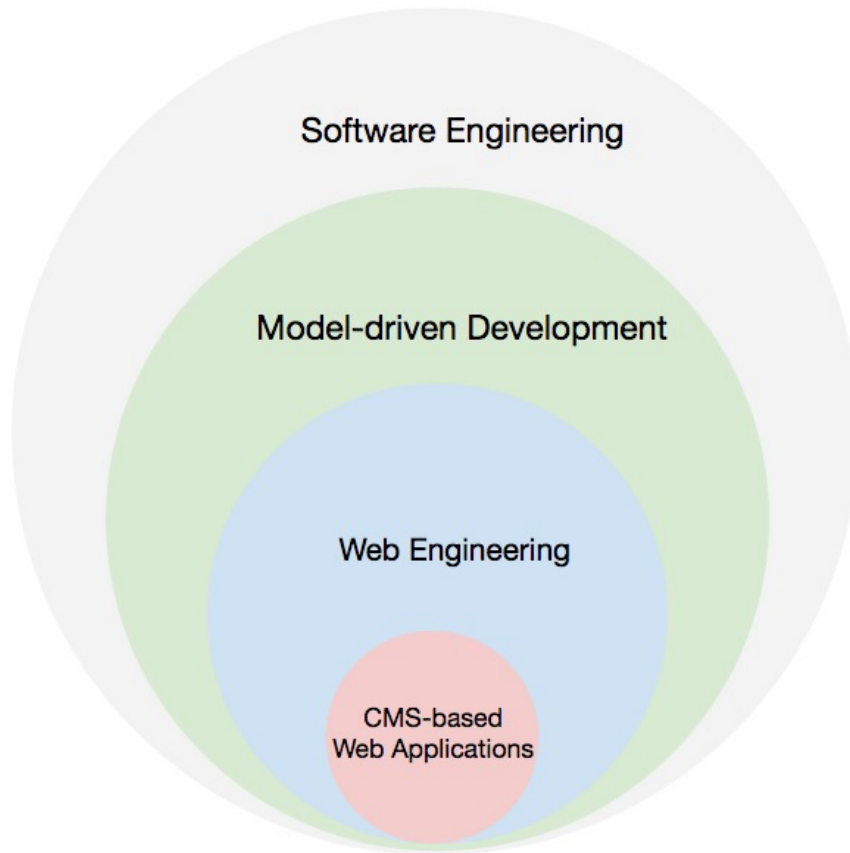 Software Engineering
Model-driven Development
Web Engineering
CMS-based
Web Applications